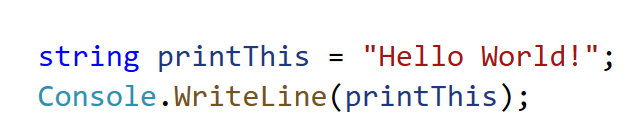 string printThis = "Hello World!";
Console.WriteLine(printThis);